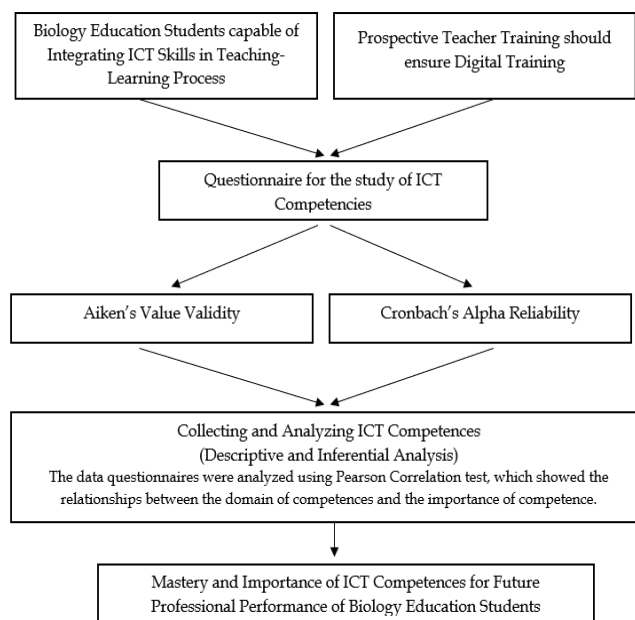 Biology Education Students capable of
Integrating ICT Skills in Teaching-
Learning Process
Prospective Teacher Training should
ensure Digital Training
Questionnaire for the study of ICT
Competencies
Aiken's Value Validity
Cronbach's Alpha Reliability
Collecting and Analyzing ICT Competences
(Descriptive and Inferential Analysis)
The data questionnaires were analyzed using Pearson Correlation test, which showed the
relationships between the domain of competences and the importance of competence.
Mastery and Importance of ICT Competences for Future
Professional Performance of Biology Education Students